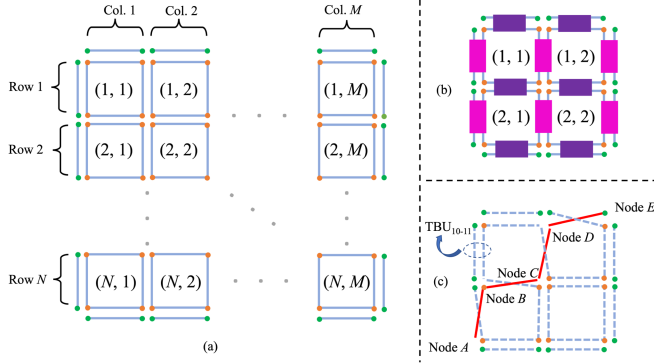 Col. 1 Col. 2 Col. M
Row 1 (1, 1) (1, 2) (1, M)
Row 2 (2, 1) (2, 2) (2, M)
Row N (N, 1) (N, 2) (N, M)
(a)
(1, 1) (1, 2)
(b)
(2, 1) (2, 2)
Node E
TBU10-11
Node D
Node C
(c)
Node B
Node A